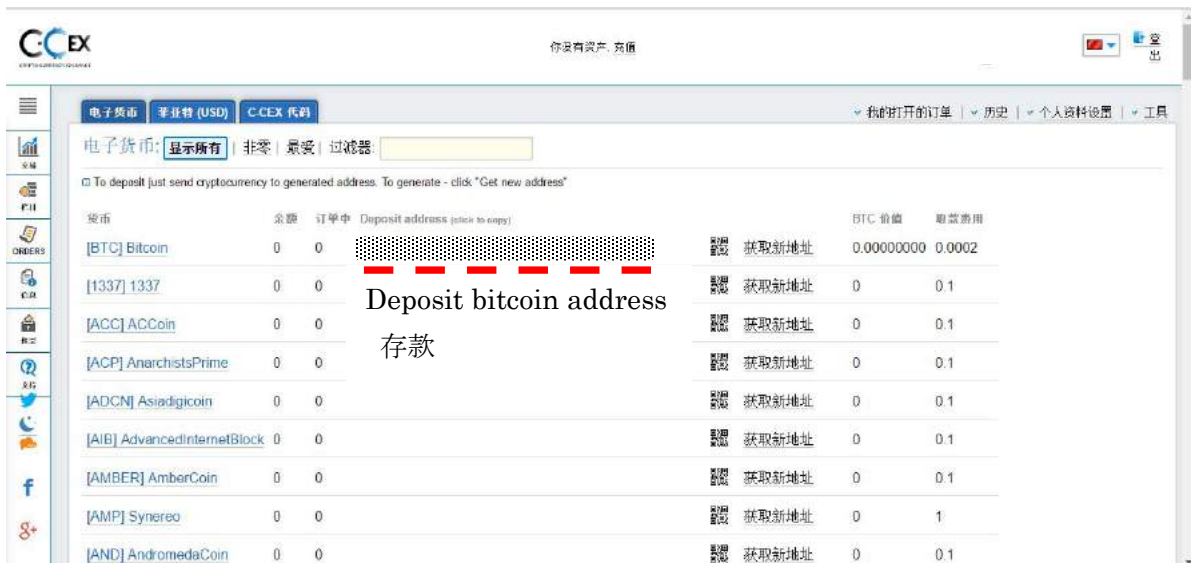 C-CEX
你没有资产. 充值
登出
电子货币 菲亚特 (USD) C-CEX 代码
我的打开的订单 | 历史 | 个人资料设置 | 工具
电子货币: 显示所有 | 非零 | 最爱 | 过滤器:
To deposit just send cryptocurrency to generated address. To generate - click "Get new address"
货币 余额 订单中 Deposit address (click to copy) BTC 价值 取款费用
[BTC] Bitcoin 0 0 获取新地址 0.00000000 0.0002
[1337] 1337 0 0 获取新地址 0 0.1
Deposit bitcoin address
[ACC] ACCoin 0 0 获取新地址 0 0.1
存款
[ACP] AnarchistsPrime 0 0 获取新地址 0 0.1
[ADCN] Asiadigicoin 0 0 获取新地址 0 0.1
[AIB] AdvancedInternetBlock 0 0 获取新地址 0 0.1
[AMBER] AmberCoin 0 0 获取新地址 0 0.1
[AMP] Synereo 0 0 获取新地址 0 1
[AND] AndromedaCoin 0 0 获取新地址 0 0.1
交易
ORDERS
支持
f
g+